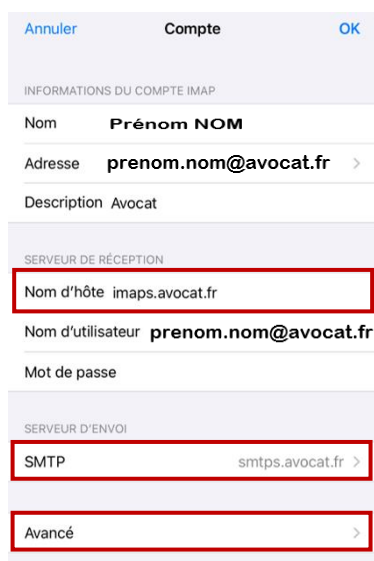 Annuler Compte OK
INFORMATIONS DU COMPTE IMAP
Nom Prénom NOM
Adresse prenom.nom@avocat.fr >
Description Avocat
SERVEUR DE RÉCEPTION
Nom d'hôte imaps.avocat.fr
Nom d'utilisateur prenom.nom@avocat.fr
Mot de passe
SERVEUR D'ENVOI
SMTP smtps.avocat.fr >
Avancé >